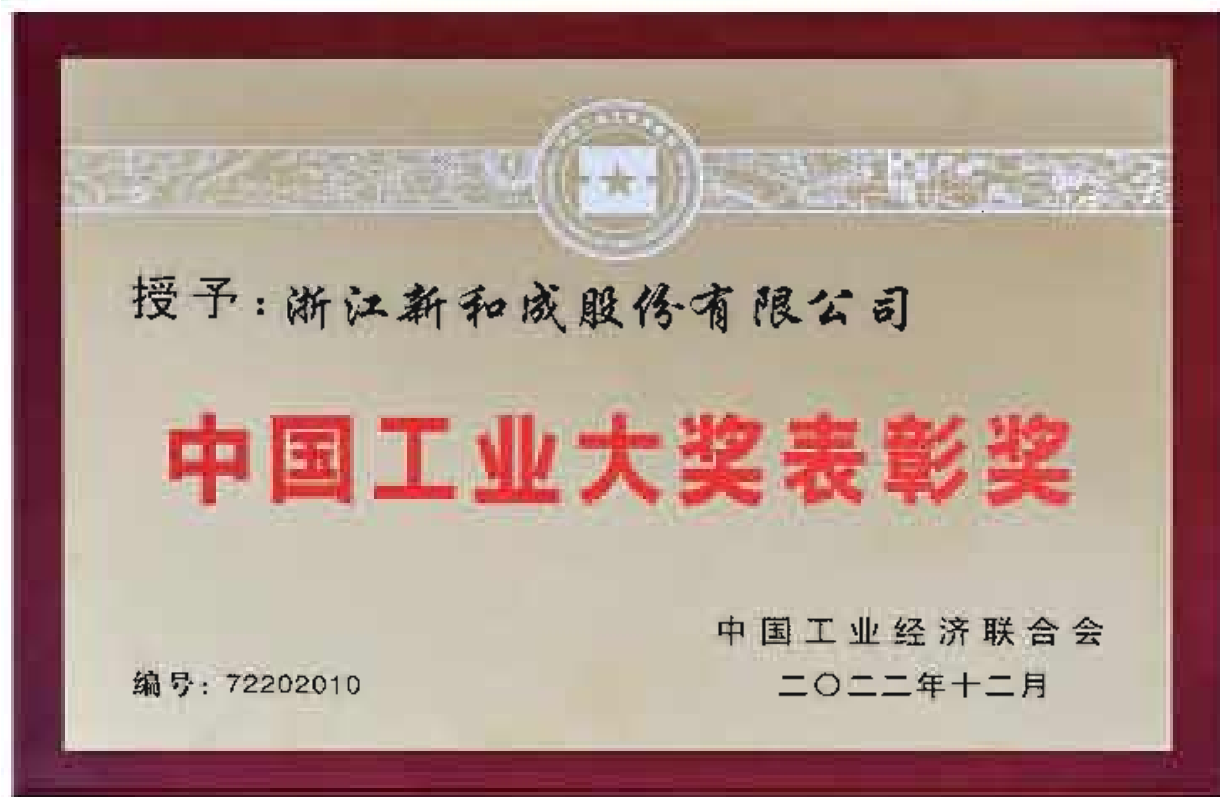 授予:浙江新和成股份有限公司
中国工业大奖表彰奖
中国工业经济联合会
编号:72202010
二〇二二年十二月